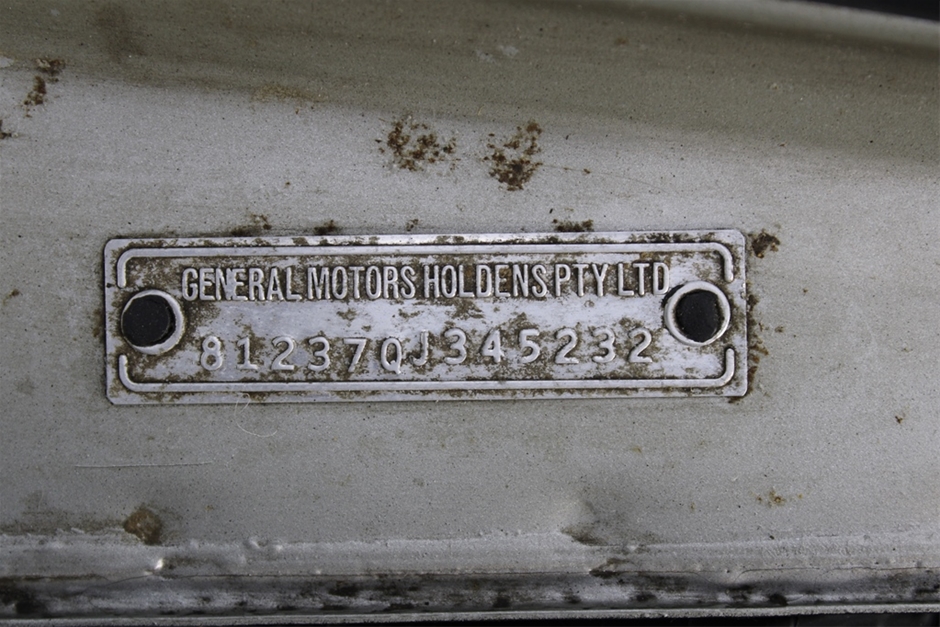 GENERAL MOTORS HOLDENS PTY LTD
81237QJ345232